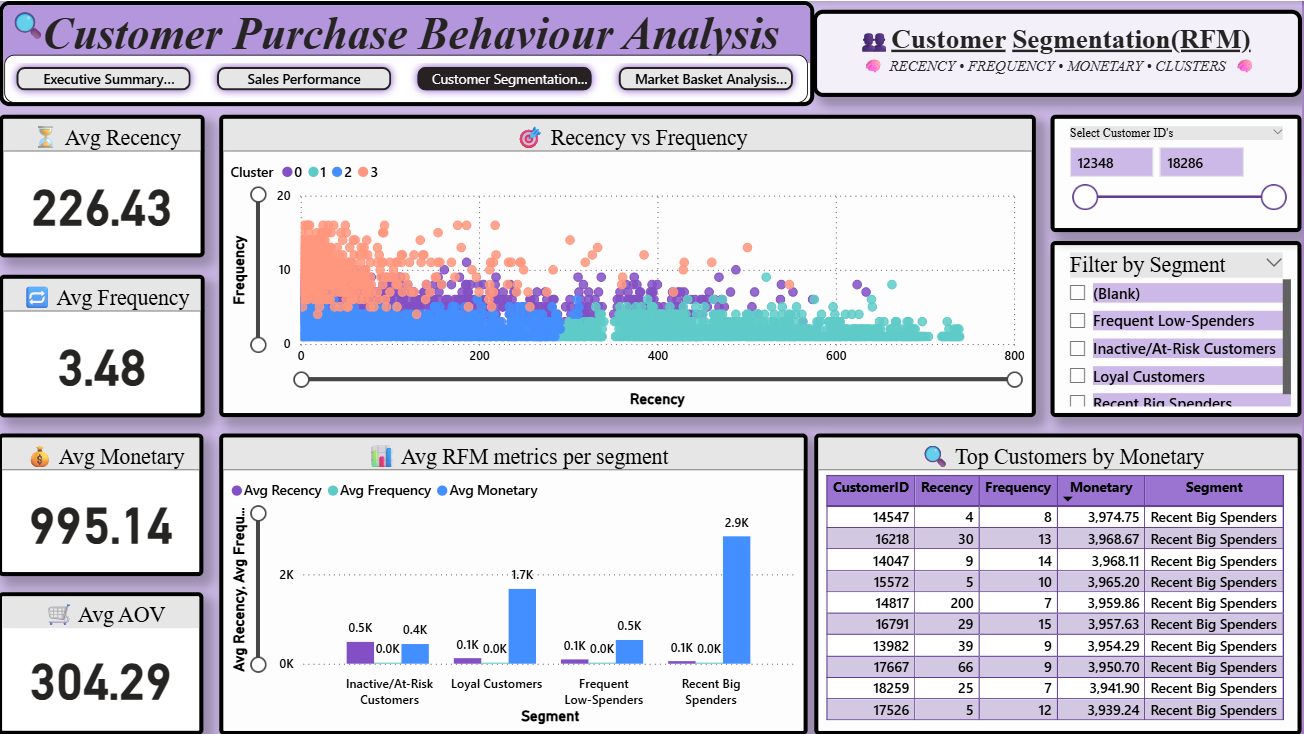 Customer Purchase Behaviour Analysis
Executive Summary...
Sales Performance
Customer Segmentation...
Market Basket Analysis...
Customer Segmentation(RFM)
RECENCY • FREQUENCY • MONETARY • CLUSTERS
Avg Recency
226.43
Avg Frequency
3.48
Avg Monetary
995.14
Avg AOV
304.29
Recency vs Frequency
Cluster 0 1 2 3
Frequency
20
10
0
0 200 400 600 800
Recency
Select Customer ID's
12348 18286
Filter by Segment
(Blank)
Frequent Low-Spenders
Inactive/At-Risk Customers
Loyal Customers
Recent Big Spenders
Avg RFM metrics per segment
Avg Recency Avg Frequency Avg Monetary
Avg Recency, Avg Frequ...
2K
0K
0.5K 0.0K 0.4K
0.1K 0.0K 1.7K
0.1K 0.0K 0.5K
0.1K 0.0K 2.9K
Inactive/At-Risk
Customers
Loyal Customers
Frequent
Low-Spenders
Recent Big
Spenders
Segment
Top Customers by Monetary
CustomerID Recency Frequency Monetary Segment
14547 4 8 3,974.75 Recent Big Spenders
16218 30 13 3,968.67 Recent Big Spenders
14047 9 14 3,968.11 Recent Big Spenders
15572 5 10 3,965.20 Recent Big Spenders
14817 200 7 3,959.86 Recent Big Spenders
16791 29 15 3,957.63 Recent Big Spenders
13982 39 9 3,954.29 Recent Big Spenders
17667 66 9 3,950.70 Recent Big Spenders
18259 25 7 3,941.90 Recent Big Spenders
17526 5 12 3,939.24 Recent Big Spenders